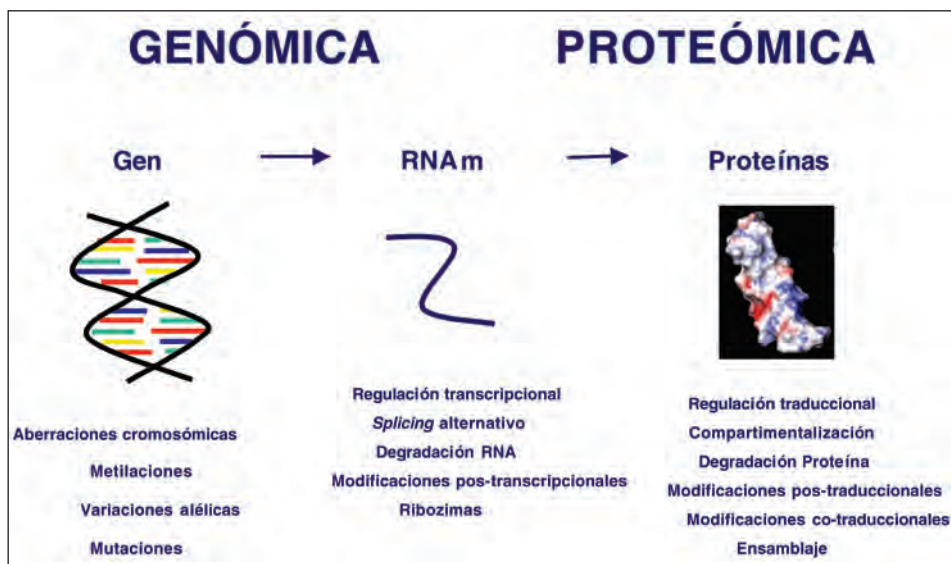 GENÓMICA
PROTEÓMICA
Gen
RNAm
Proteínas
Aberraciones cromosómicas
Metilaciones
Variaciones alélicas
Mutaciones
Regulación transcripcional
Splicing alternativo
Degradación RNA
Modificaciones pos-transcripcionales
Ribozimas
Regulación traduccional
Compartimentalización
Degradación Proteína
Modificaciones pos-traduccionales
Modificaciones co-traduccionales
Ensamblaje